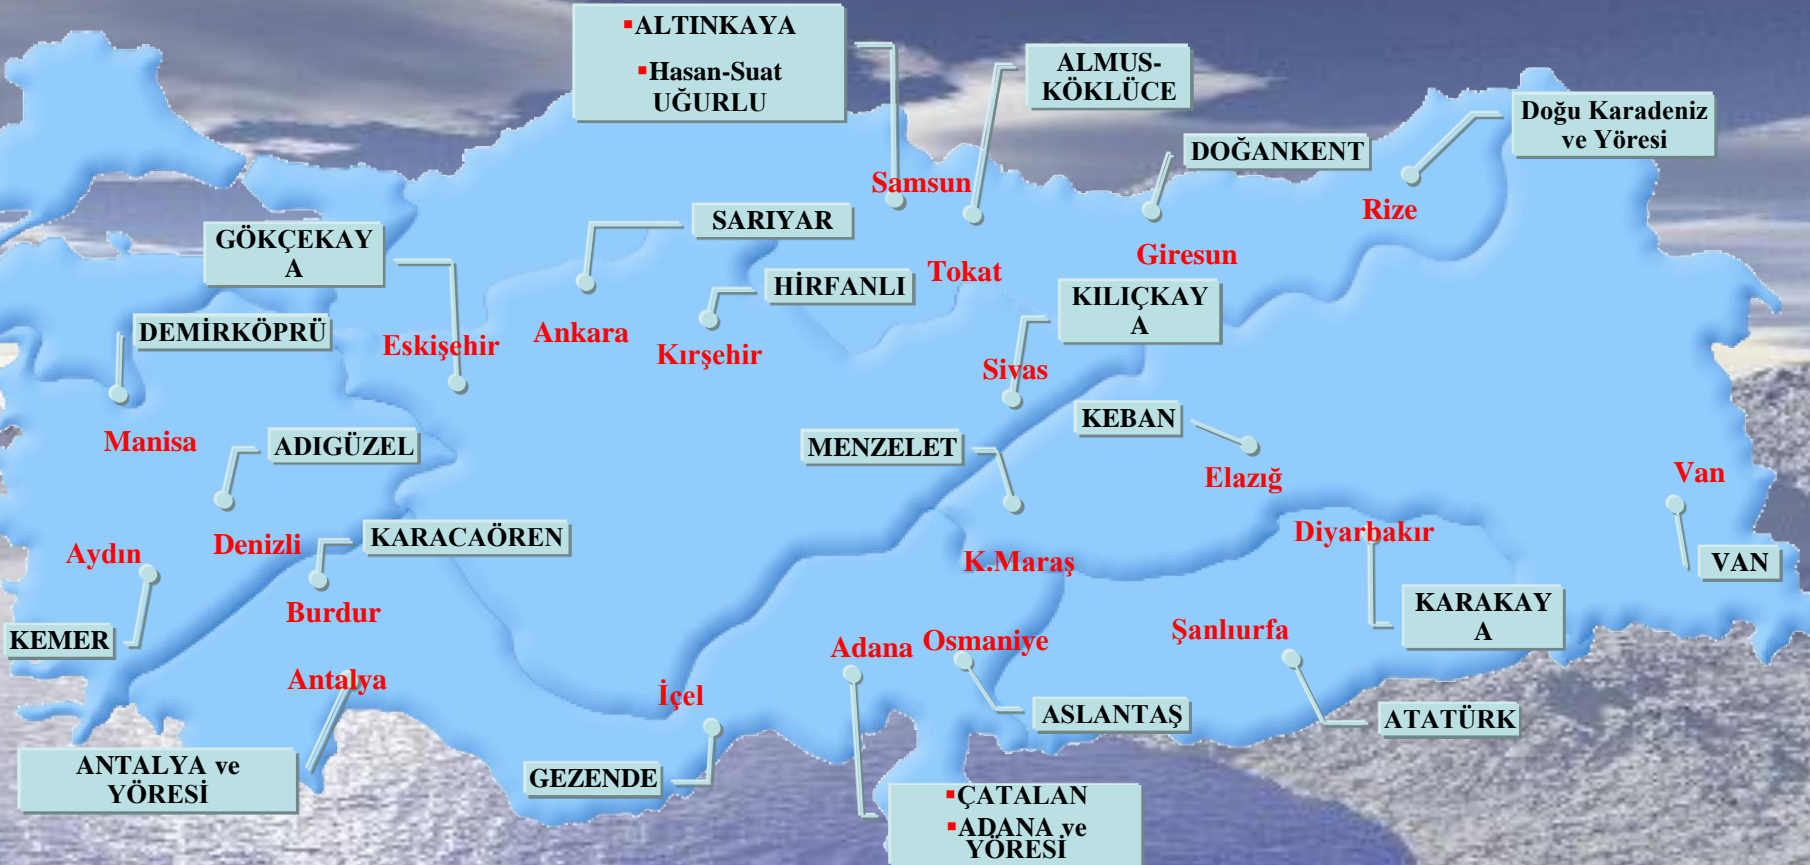 ▪ALTINKAYA
▪Hasan-Suat
UĞURLU
ALMUS-
KÖKLÜCE
Doğu Karadeniz
ve Yöresi
DOĞANKENT
Samsun
Rize
SARIYAR
GÖKÇEKAY
A
Giresun
Tokat
HİRFANLI
KILIÇKAY
A
DEMİRKÖPRÜ
Eskişehir
Ankara
Kırşehir
Sivas
KEBAN
Manisa
ADIGÜZEL
MENZELET
Elazığ
Van
Diyarbakır
KARACAÖREN
Denizli
Aydın
K.Maraş
VAN
Burdur
KARAKAY
A
KEMER
Şanlıurfa
Adana
Osmaniye
Antalya
İçel
ASLANTAŞ
ATATÜRK
ANTALYA ve
YÖRESİ
GEZENDE
▪ÇATALAN
▪ADANA ve
YÖRESİ